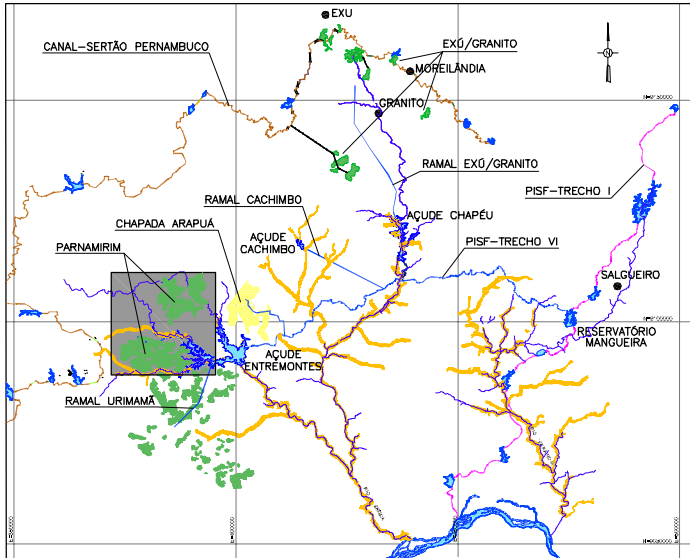 EXU
CANAL-SERTÃO PERNAMBUCO
EXÚ/GRANITO
MOREILÂNDIA
N
GRANITO
RAMAL EXÚ/GRANITO
PISF-TRECHO I
RAMAL CACHIMBO
CHAPADA ARAPUÁ
AÇUDE CHAPÉU
PARNAMIRIM
AÇUDE
CACHIMBO
PISF-TRECHO VI
SALGUEIRO
RESERVATÓRIO
MANGUEIRA
AÇUDE
ENTREMONTES
RAMAL URIMAMÃ